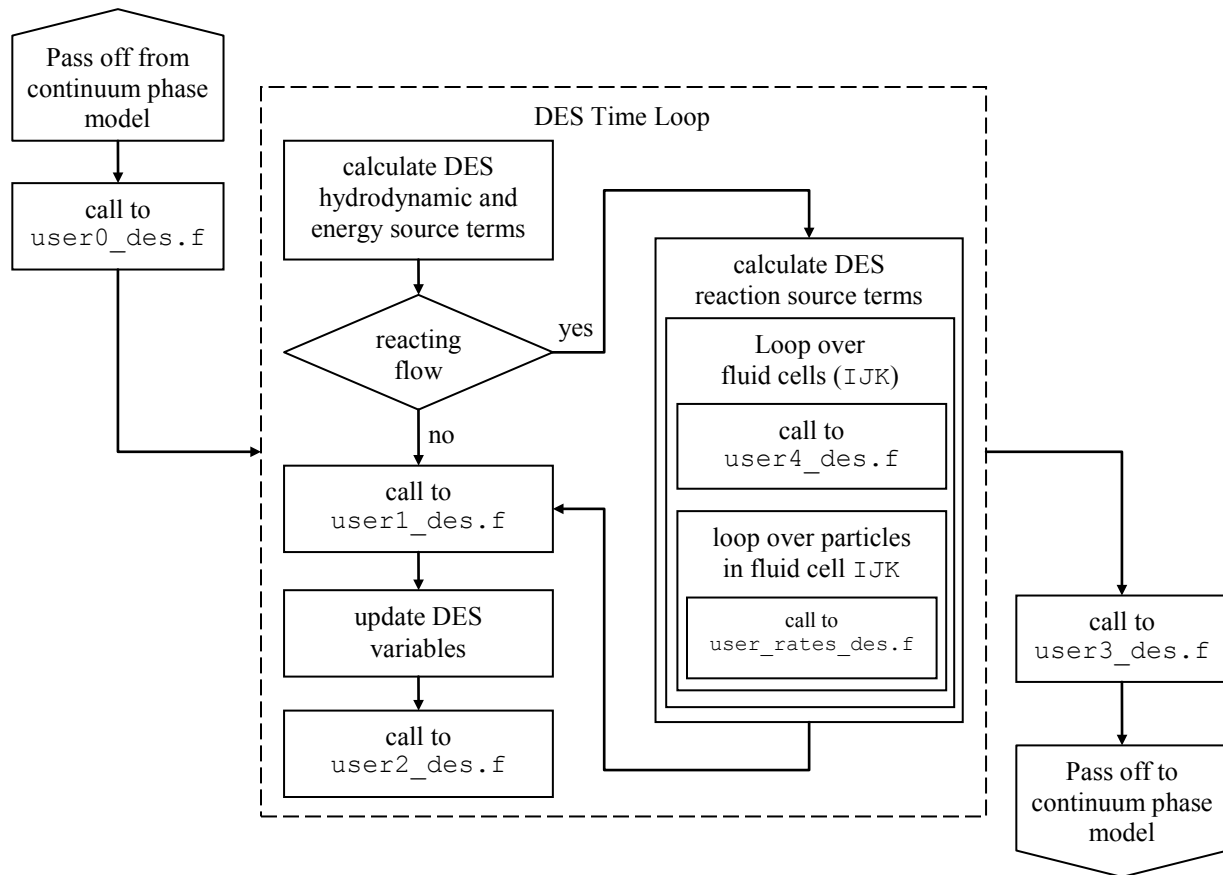 Pass off from
continuum phase
model
call to
user0_des.f
DES Time Loop
calculate DES
hydrodynamic and
energy source terms
reacting
flow
yes
no
calculate DES
reaction source terms
Loop over
fluid cells (IJK)
call to
user4_des.f
loop over particles
in fluid cell IJK
call to
user_rates_des.f
call to
user1_des.f
update DES
variables
call to
user2_des.f
call to
user3_des.f
Pass off to
continuum phase
model